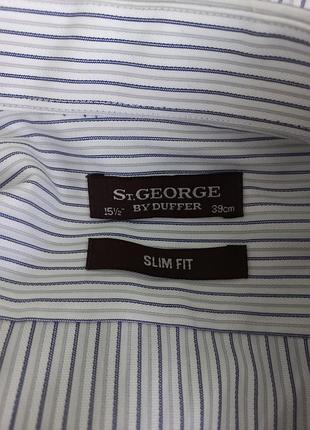 St.GEORGE
15½" BY DUFFER 39cm
SLIM FIT